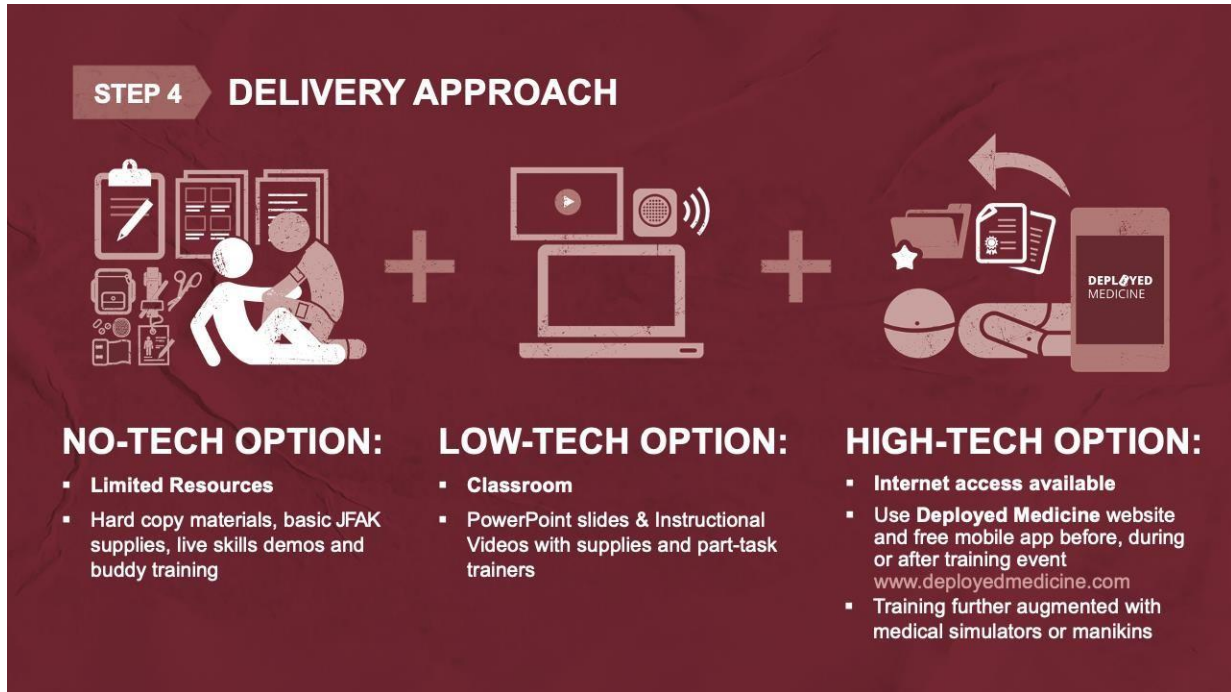 STEP 4
DELIVERY APPROACH
DEPLOYED
MEDICINE
NO-TECH OPTION:
▪ Limited Resources
▪ Hard copy materials, basic JFAK
supplies, live skills demos and
buddy training
LOW-TECH OPTION:
▪ Classroom
▪ PowerPoint slides & Instructional
Videos with supplies and part-task
trainers
HIGH-TECH OPTION:
▪ Internet access available
▪ Use Deployed Medicine website
and free mobile app before, during
or after training event
www.deployedmedicine.com
▪ Training further augmented with
medical simulators or manikins